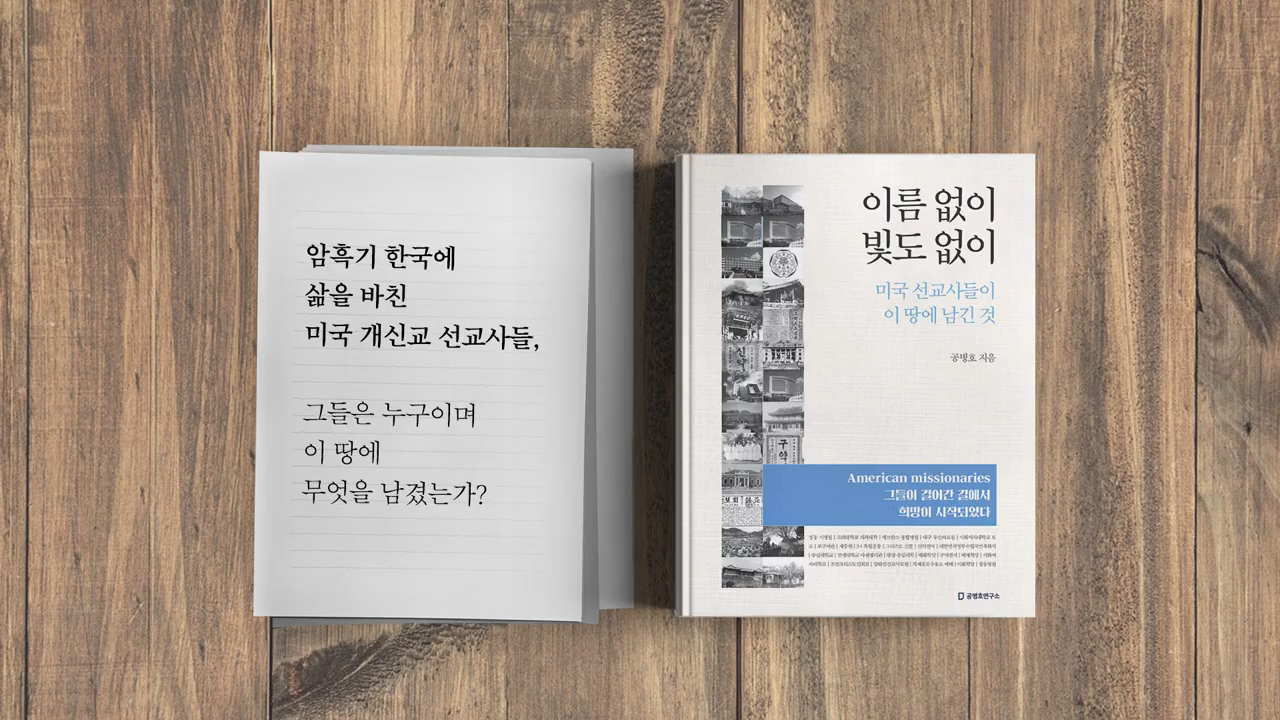 암흑기 한국에
삶을 바친
미국 개신교 선교사들,
그들은 누구이며
이 땅에
무엇을 남겼는가?
이름 없이
빛도 없이
미국 선교사들이
이 땅에 남긴 것
공병호 지음
신약
구약
American missionaries
그들이 걸어간 길에서
희망이 시작되었다
공병호연구소